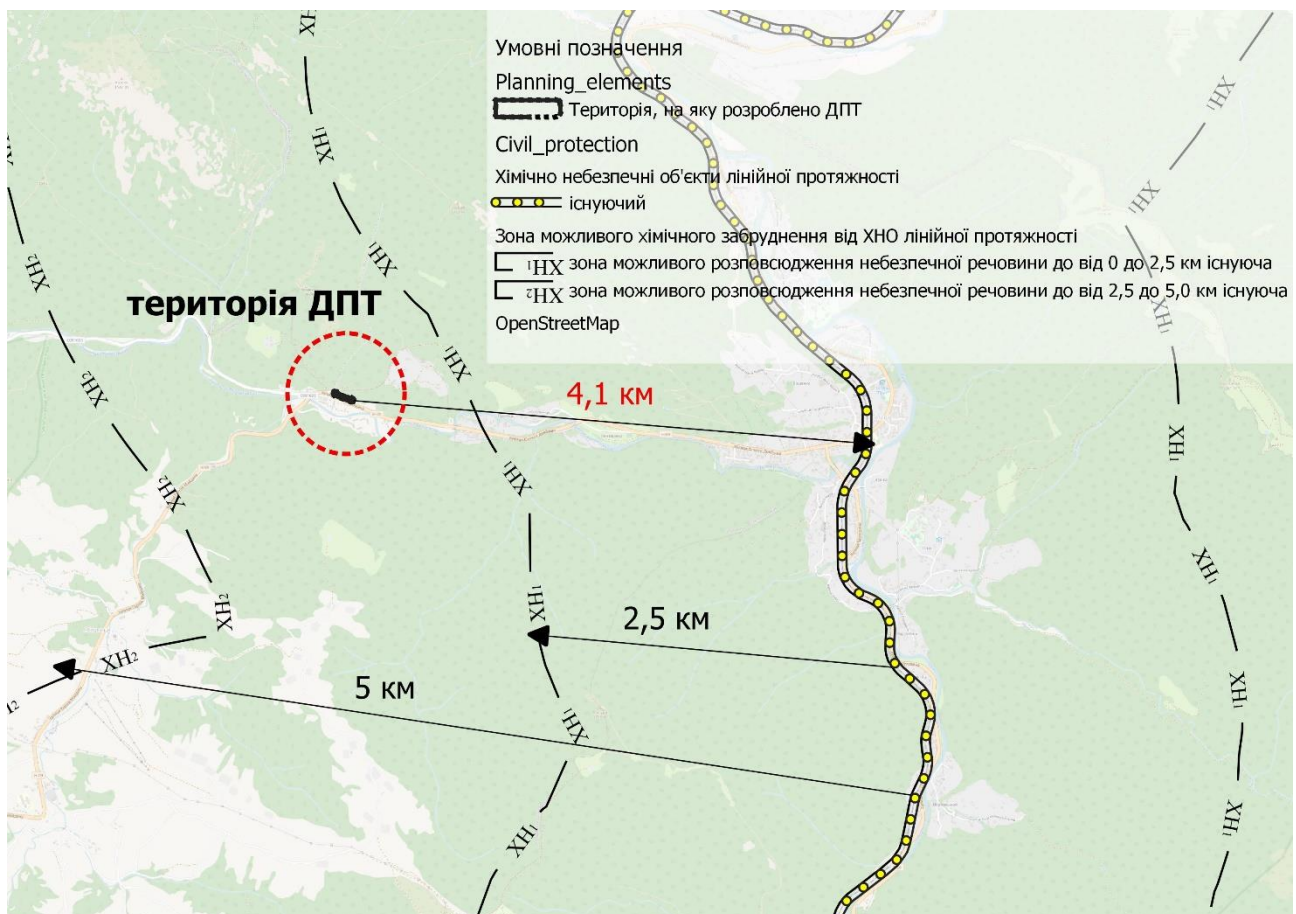 Умовні позначення
Planning_elements
Територія, на яку розроблено ДПТ
Civil_protection
Хімічно небезпечні об'єкти лінійної протяжності
існуючий
Зона можливого хімічного забруднення від ХНО лінійної протяжності
ХН1 зона можливого розповсюдження небезпечної речовини до від 0 до 2,5 км існуюча
ХН2 зона можливого розповсюдження небезпечної речовини до від 2,5 до 5,0 км існуюча
OpenStreetMap
територія ДПТ
4,1 км
2,5 км
5 км
ХН1
ХН1
ХН1
ХН1
ХН1
ХН1
ХН1
ХН1
ХН2
ХН2
ХН2
ХН2
ХН2
ХН2
ХН1
ХН1
ХН1
ХН1
ХН1
ХН1
ХН1